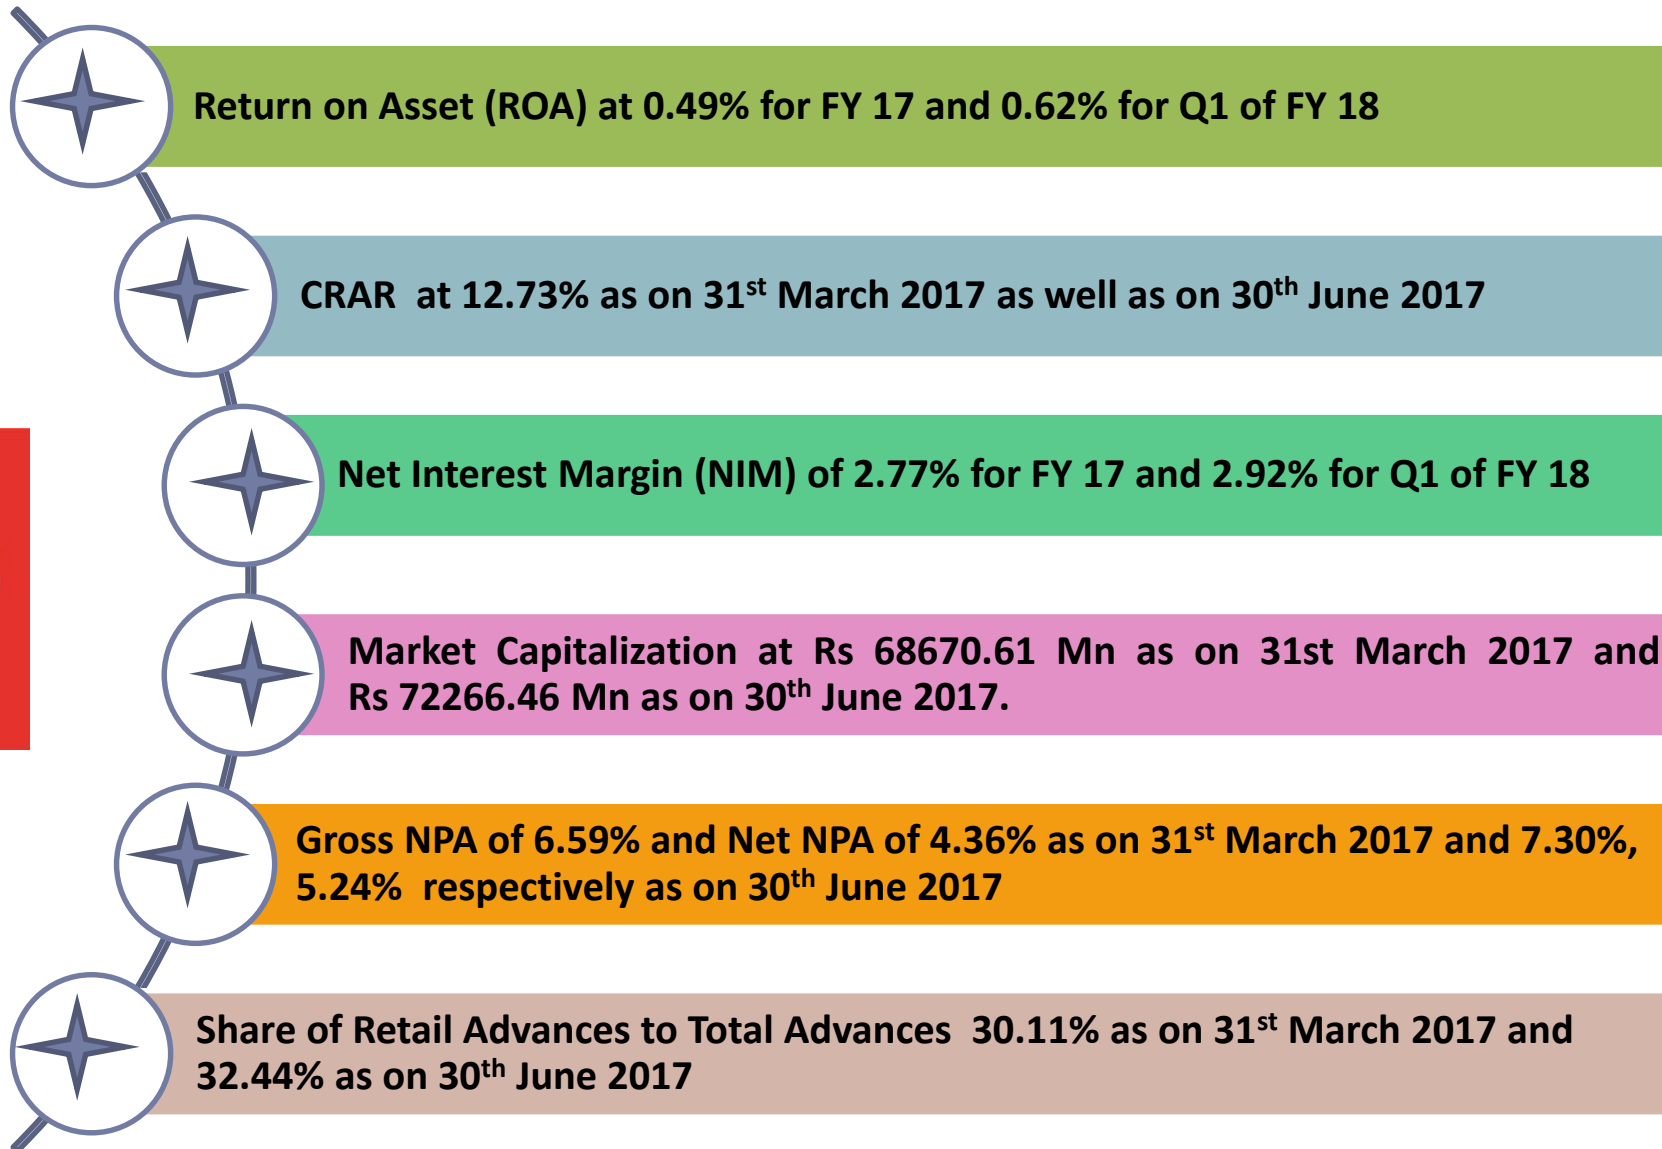 Return on Asset (ROA) at 0.49% for FY 17 and 0.62% for Q1 of FY 18
CRAR at 12.73% as on 31st March 2017 as well as on 30th June 2017
Net Interest Margin (NIM) of 2.77% for FY 17 and 2.92% for Q1 of FY 18
Market Capitalization at Rs 68670.61 Mn as on 31st March 2017 and
Rs 72266.46 Mn as on 30th June 2017.
Gross NPA of 6.59% and Net NPA of 4.36% as on 31st March 2017 and 7.30%,
5.24% respectively as on 30th June 2017
Share of Retail Advances to Total Advances 30.11% as on 31st March 2017 and
32.44% as on 30th June 2017